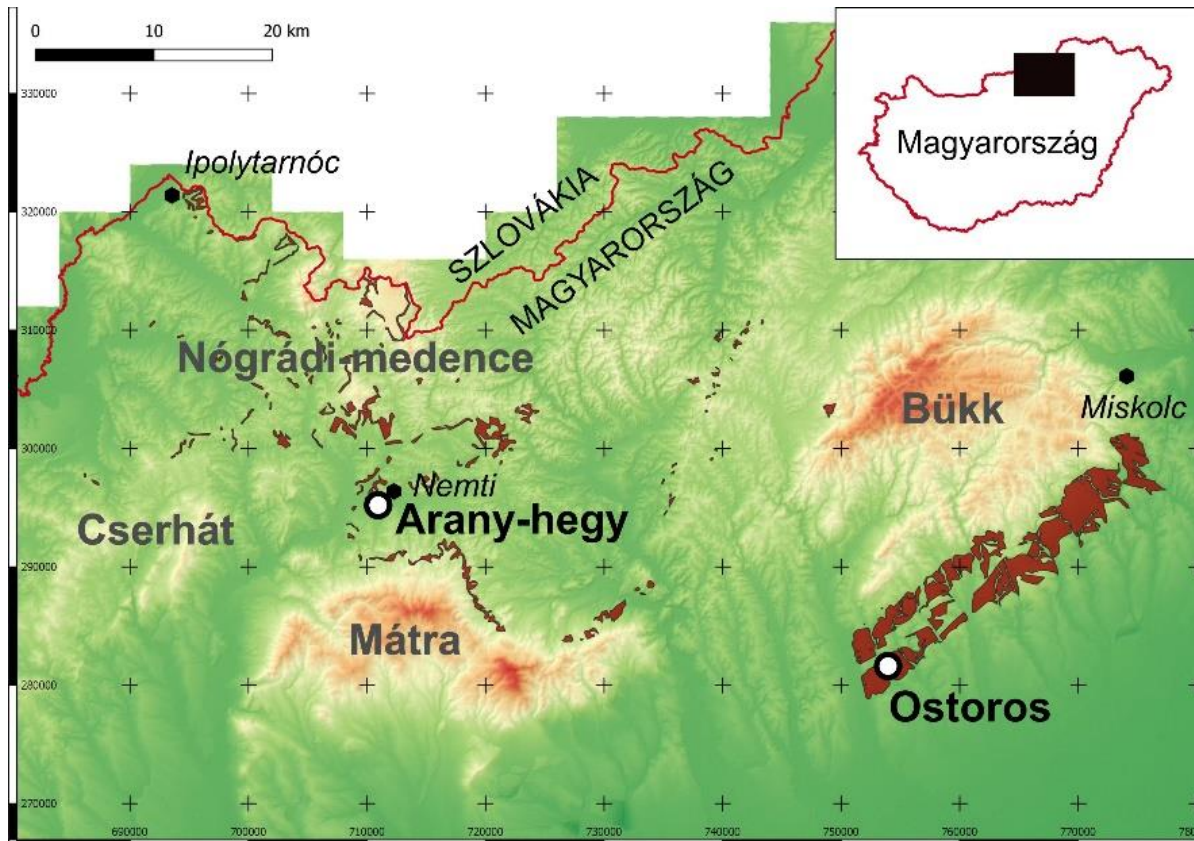 0 10 20 km
Magyarország
330000
Ipolytarnóc
320000
SZLOVÁKIA
MAGYARORSZÁG
310000
Nógrádi-medence
Bükk
Miskolc
300000
Nemti
Arany-hegy
Cserhát
290000
Mátra
280000
Ostoros
270000
690000 700000 710000 720000 730000 740000 750000 760000 770000 780